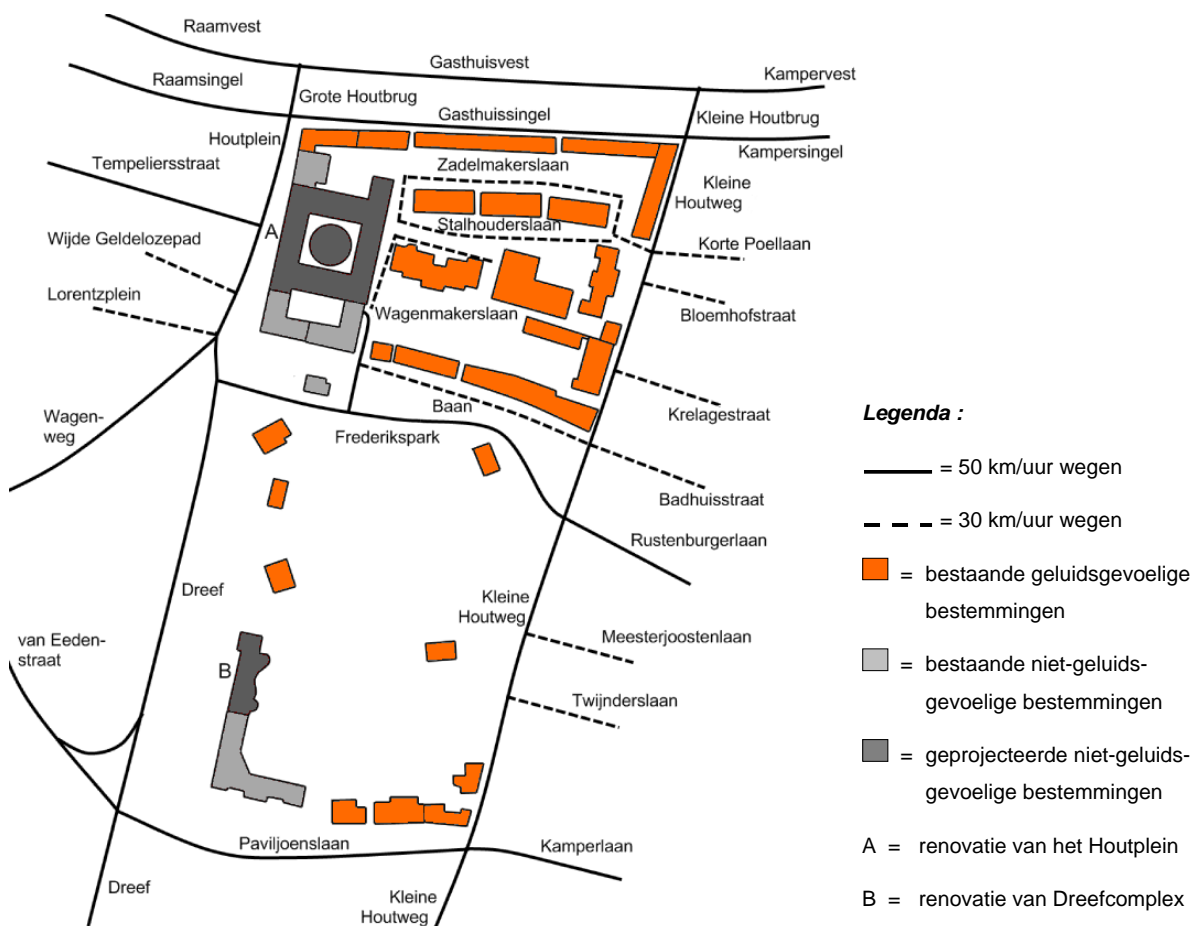 Raamvest
Gasthuisvest
Kampervest
Raamsingel
Grote Houtbrug
Gasthuissingel
Kleine Houtbrug
Houtplein
Kampersingel
Tempeliersstraat
Zadelmakerslaan
Kleine
Houtweg
A
Stalhouderslaan
Wijde Geldelozepad
Korte Poellaan
Lorentzplein
Wagenmakerslaan
Bloemhofstraat
Wagen-
weg
Baan
Krelagestraat
Frederikspark
Badhuisstraat
Rustenburgerlaan
Dreef
Kleine
Houtweg
van Eeden-
straat
B
Meesterjoostenlaan
Twijnderslaan
Paviljoenslaan
Kamperlaan
Dreef
Kleine
Houtweg
Legenda :
= 50 km/uur wegen
= 30 km/uur wegen
= bestaande geluidsgevoelige
bestemmingen
= bestaande niet-geluids-
gevoelige bestemmingen
= geprojecteerde niet-geluids-
gevoelige bestemmingen
A = renovatie van het Houtplein
B = renovatie van Dreefcomplex